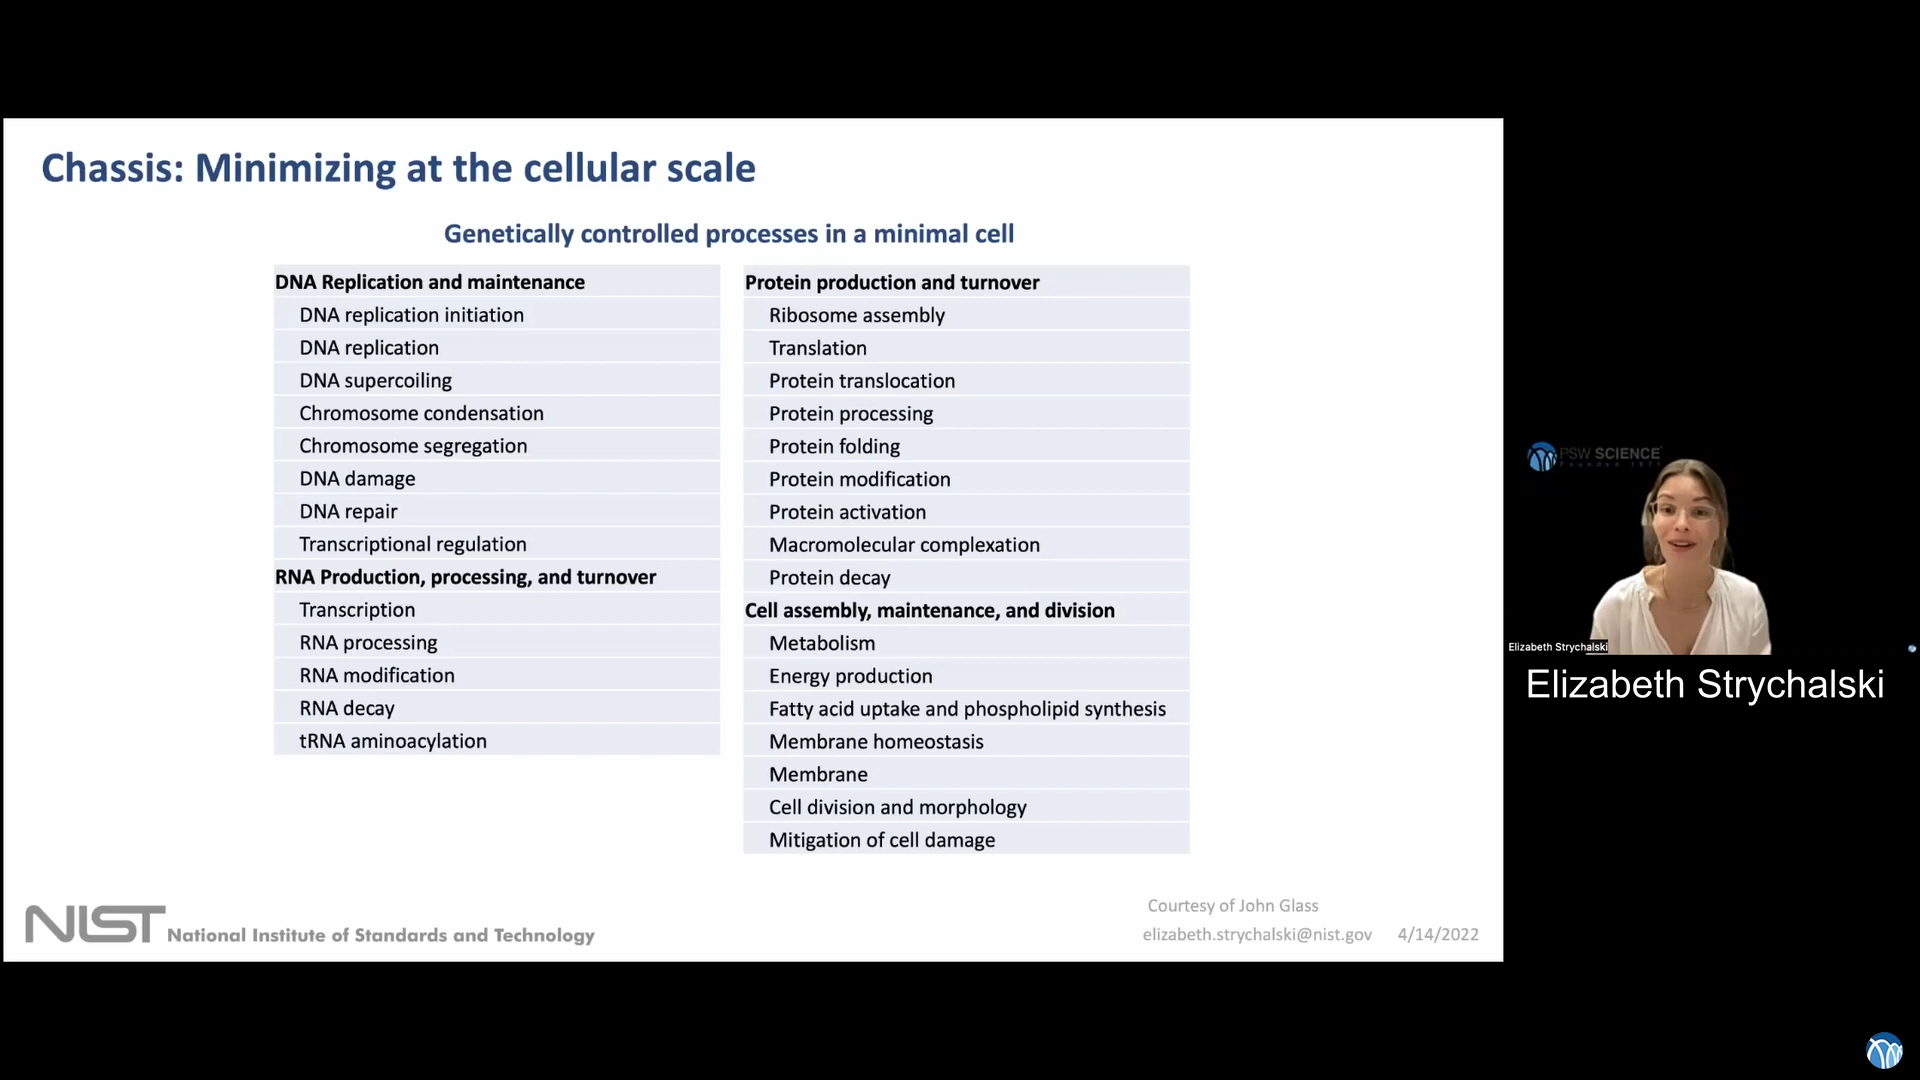 Chassis: Minimizing at the cellular scale
Genetically controlled processes in a minimal cell
DNA Replication and maintenance
DNA replication initiation
DNA replication
DNA supercoiling
Chromosome condensation
Chromosome segregation
DNA damage
DNA repair
Transcriptional regulation
RNA Production, processing, and turnover
Transcription
RNA processing
RNA modification
RNA decay
tRNA aminoacylation
Protein production and turnover
Ribosome assembly
Translation
Protein translocation
Protein processing
Protein folding
Protein modification
Protein activation
Macromolecular complexation
Protein decay
Cell assembly, maintenance, and division
Metabolism
Energy production
Fatty acid uptake and phospholipid synthesis
Membrane homeostasis
Membrane
Cell division and morphology
Mitigation of cell damage
NIST National Institute of Standards and Technology
Courtesy of John Glass
elizabeth.strychalski@nist.gov 4/14/2022
PSW SCIENCE
Elizabeth Strychalski
Elizabeth Strychalski